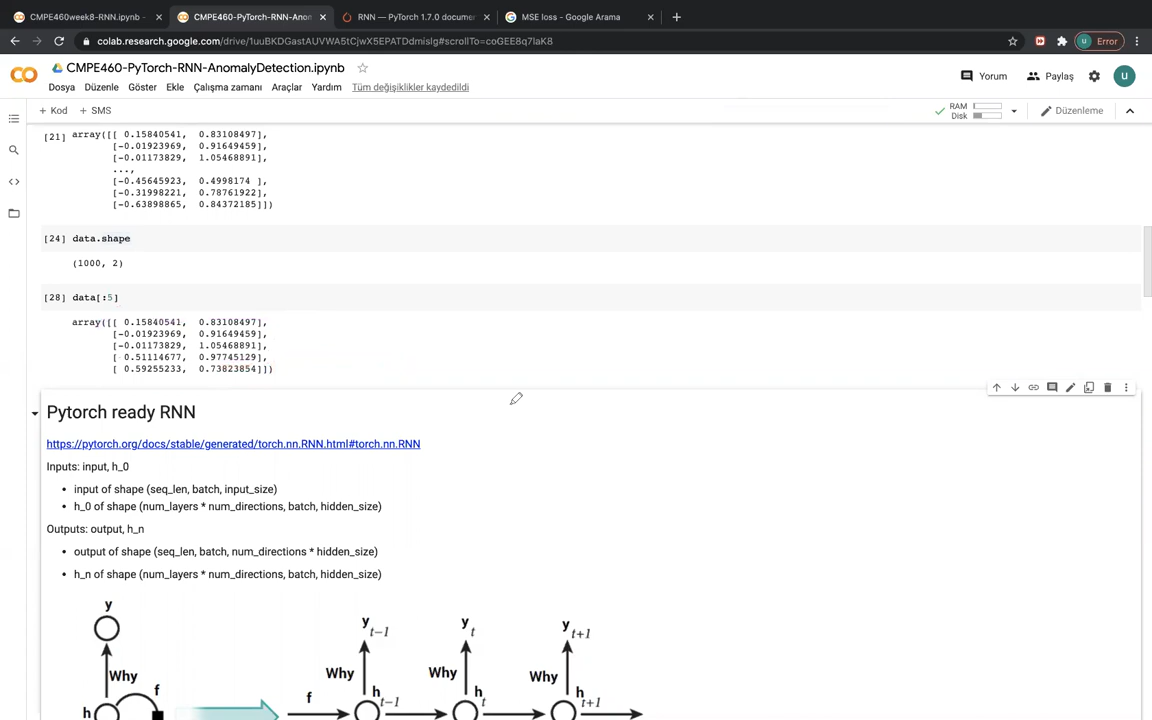 CMPE460week8-RNN.ipynb -
CMPE460-PyTorch-RNN-Anom
RNN — PyTorch 1.7.0 documen
MSE loss - Google Arama
colab.research.google.com/drive/1uuBKDGastAUVWA5tCjwX5EPATDdmislg#scrollTo=coGEE8q7laK8
Error
CMPE460-PyTorch-RNN-AnomalyDetection.ipynb
Yorum
Paylaş
u
Dosya Düzenle Göster Ekle Çalışma zamanı Araçlar Yardım Tüm değişiklikler kaydedildi
+ Kod + SMS
RAM
Disk
Düzenleme
[21] array([[ 0.15840541, 0.83108497],
[-0.01923969, 0.91649459],
[-0.01173829, 1.05468891],
...,
[-0.45645923, 0.4998174 ],
[-0.31998221, 0.78761922],
[-0.63898865, 0.84372185]])
[24] data.shape
(1000, 2)
[28] data[:5]
array([[ 0.15840541, 0.83108497],
[-0.01923969, 0.91649459],
[-0.01173829, 1.05468891],
[ 0.51114677, 0.97745129],
[ 0.59255233, 0.73823854]])
Pytorch ready RNN
https://pytorch.org/docs/stable/generated/torch.nn.RNN.html#torch.nn.RNN
Inputs: input, h_0
• input of shape (seq_len, batch, input_size)
• h_0 of shape (num_layers * num_directions, batch, hidden_size)
Outputs: output, h_n
• output of shape (seq_len, batch, num_directions * hidden_size)
• h_n of shape (num_layers * num_directions, batch, hidden_size)
y
y t-1
y t
y t+1
Why
Why
Why
Why
f
f
h
h t-1
h t
h t+1